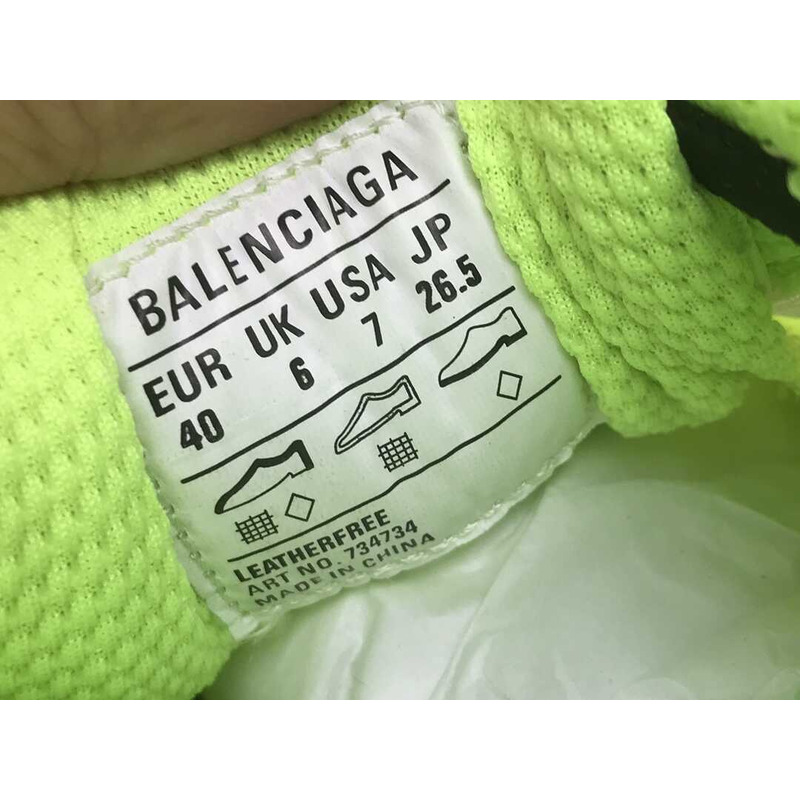 BALENCIAGA
EUR UK USA JP
40 6 7 26.5
LEATHERFREE
ART NO. 734734
MADE IN CHINA